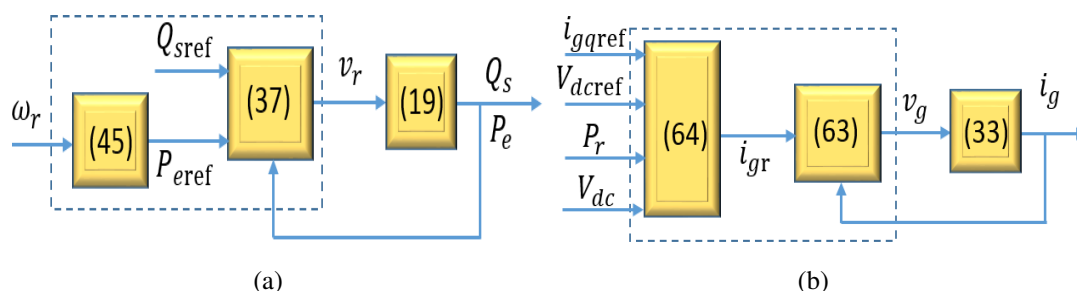 Q_sref
ω_r
(45)
P_eref
(37)
v_r
(19)
Q_s
P_e
(a)
i_gqref
V_dcref
P_r
V_dc
(64)
i_gr
(63)
v_g
(33)
i_g
(b)